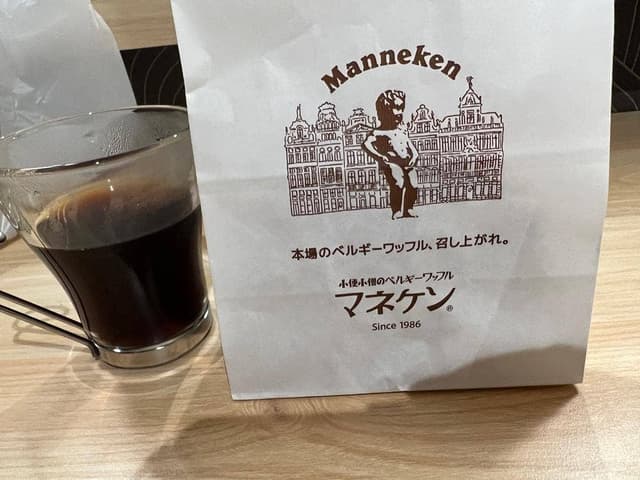 Manneken
本場のベルギーワッフル、召し上がれ。
小便小僧のベルギーワッフル
マネケン®
Since 1986